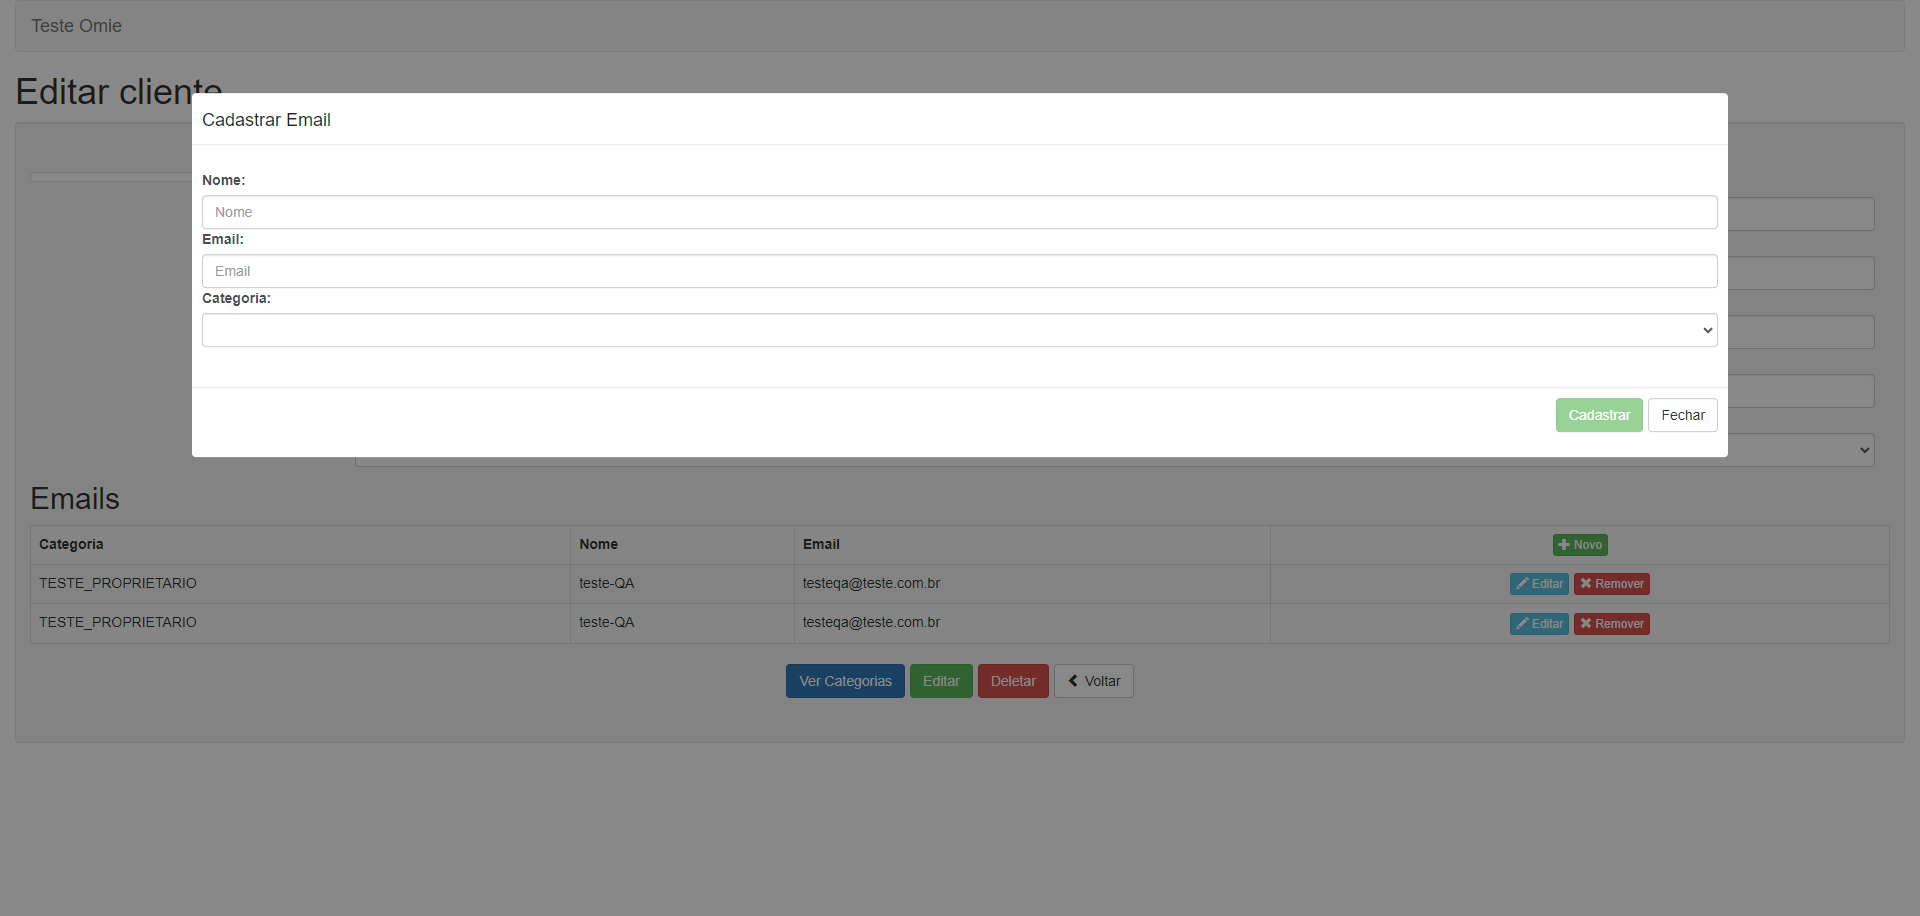 Teste Omie
Editar cliente
Cadastrar Email
Nome:
Nome
Email:
Email
Categoria:
Cadastrar Fechar
Emails
Categoria Nome Email Novo
TESTE_PROPRIETARIO teste-QA testeqa@teste.com.br Editar Remover
TESTE_PROPRIETARIO teste-QA testeqa@teste.com.br Editar Remover
Ver Categorias Editar Deletar Voltar